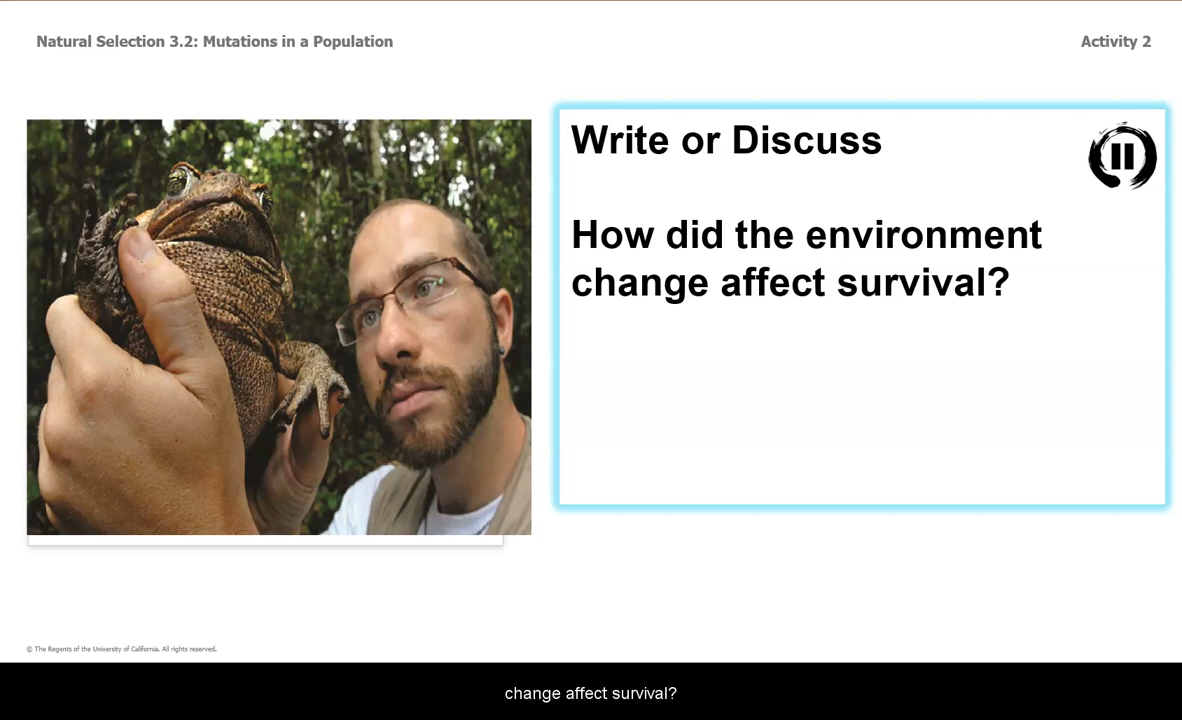 Natural Selection 3.2: Mutations in a Population
Activity 2
Write or Discuss
How did the environment
change affect survival?
© The Regents of the University of California. All rights reserved.
change affect survival?